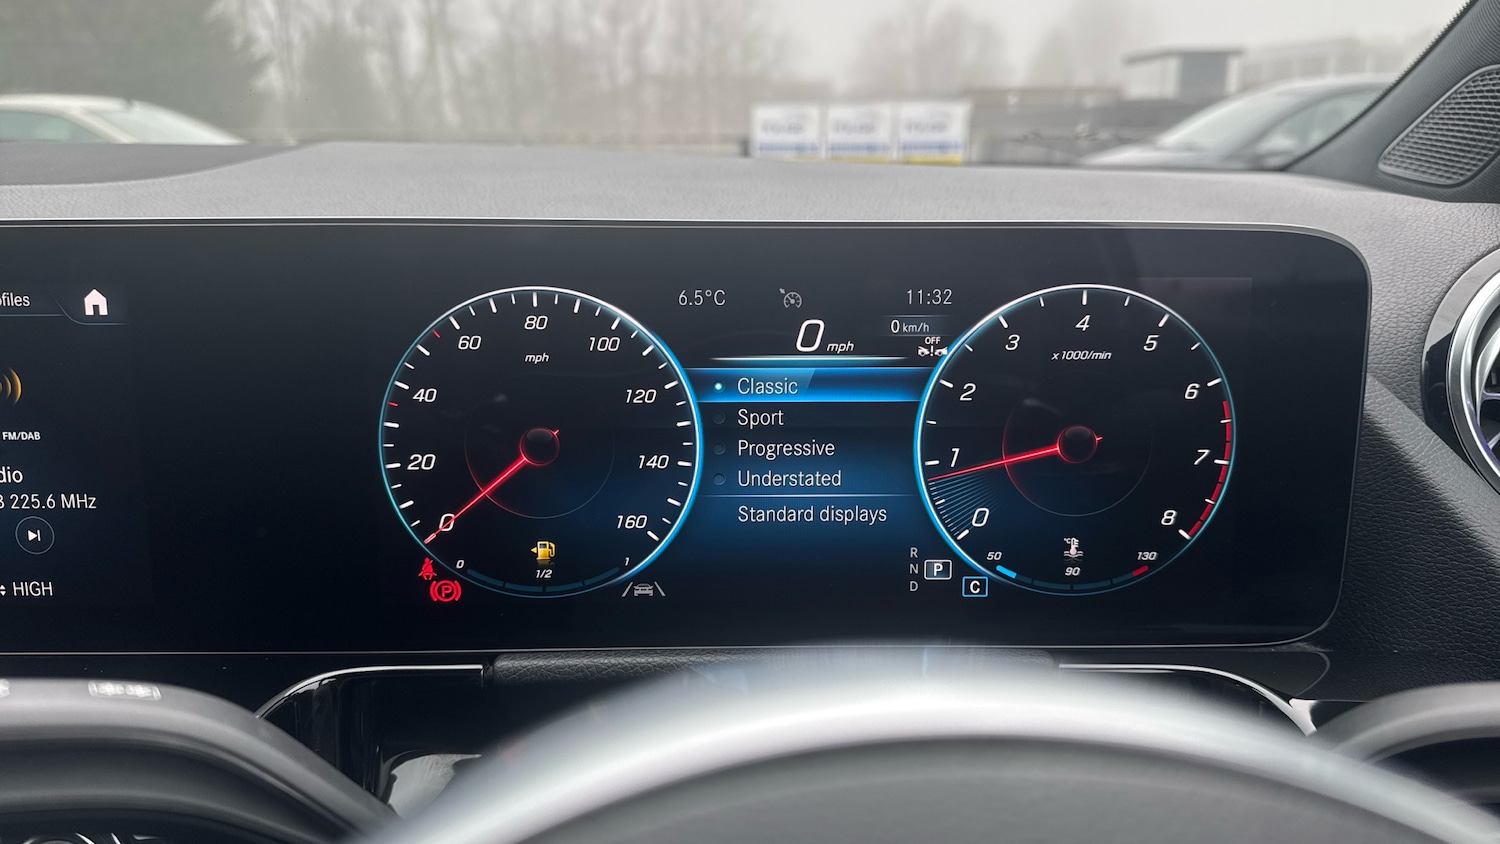 ofiles
FM/DAB
dio
225.6 MHz
HIGH
0
20
40
60
80
100
120
140
160
mph
0
1/2
1
P
6.5°C
11:32
0 mph
0 km/h
OFF
Classic
Sport
Progressive
Understated
Standard displays
R
N
D
P
C
0
1
2
3
4
5
6
7
8
x 1000/min
°C
50
90
130